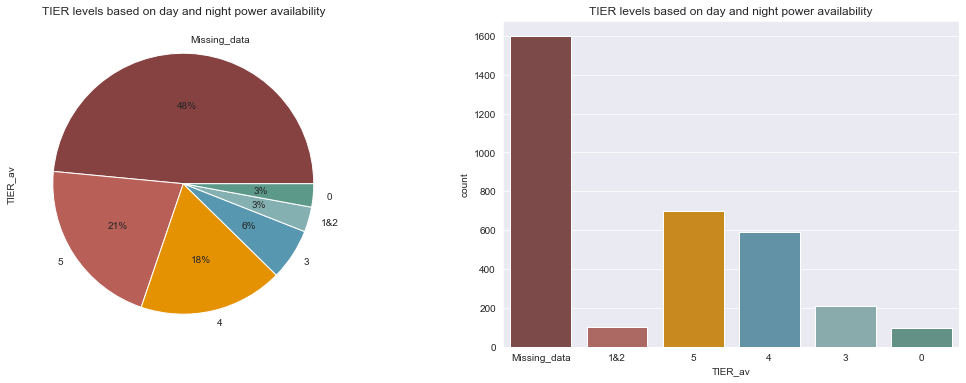 TIER levels based on day and night power availability
Missing_data
48%
TIER_av
21%
5
18%
4
6%
3
3%
1&2
3%
0
TIER levels based on day and night power availability
1600
1400
1200
1000
800
600
400
200
0
count
Missing_data 1&2 5 4 3 0
TIER_av